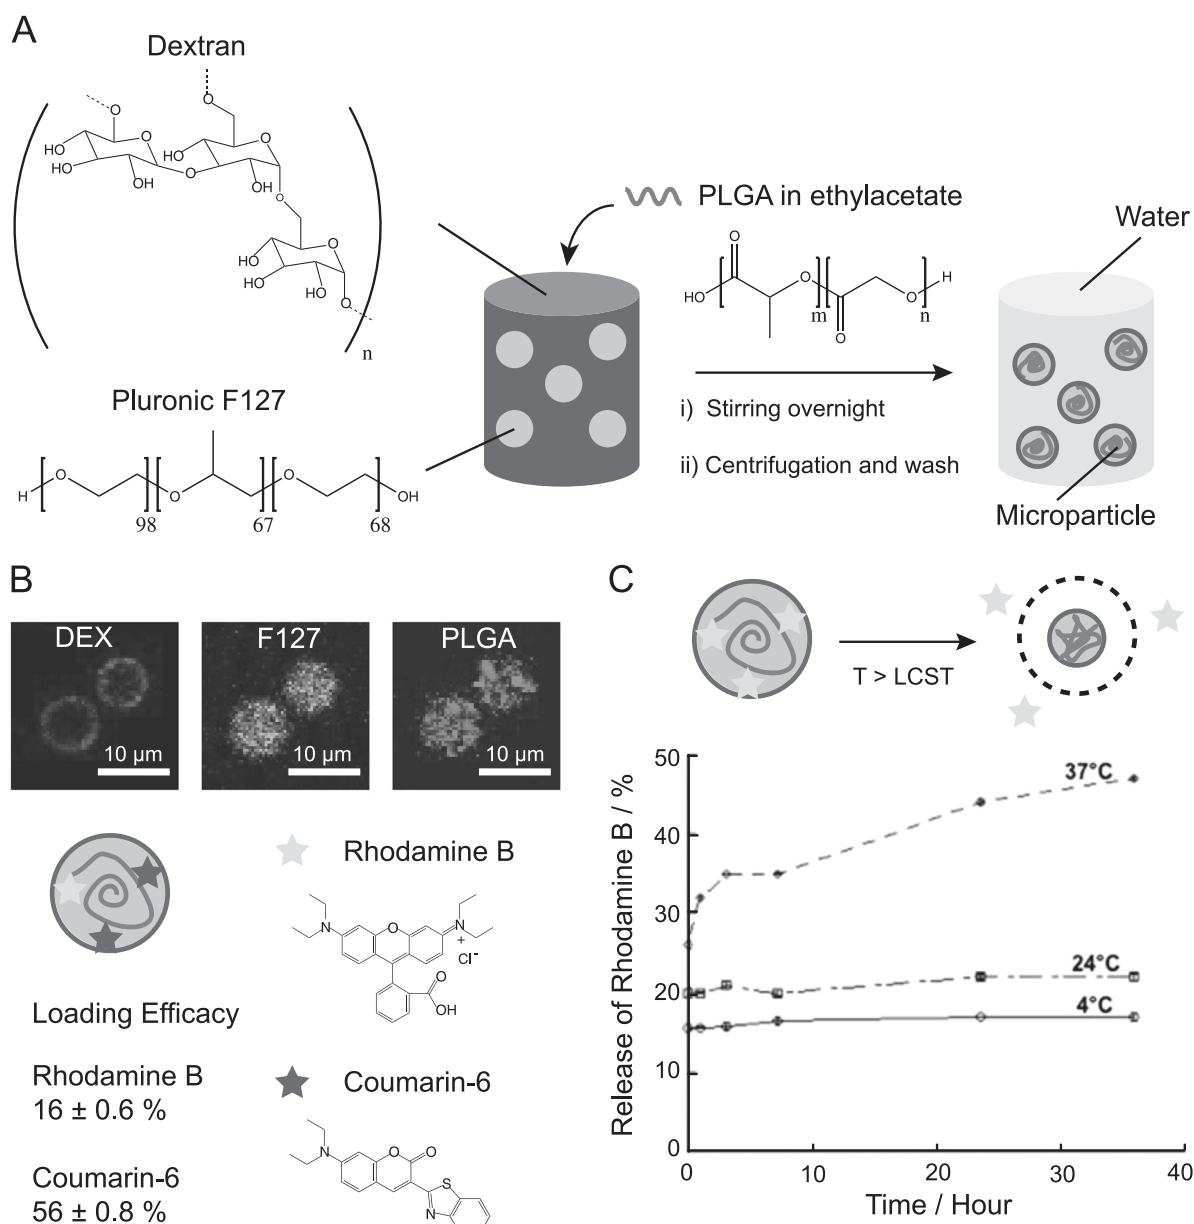 A
Dextran
O
O
O
HO
HO
HO
OH
O
HO
O
O
OH
O
O
HO
HO
HO
HO
O
O
n
PLGA in ethylacetate
O
O
O
H
HO
m
O
n
Water
i) Stirring overnight
ii) Centrifugation and wash
Microparticle
Pluronic F127
H
O
98
O
67
O
68
OH
B
DEX
F127
PLGA
10 µm
10 µm
10 µm
Rhodamine B
N
O
N
+
Cl-
O
OH
Loading Efficacy
Rhodamine B
16 ± 0.6 %
Coumarin-6
56 ± 0.8 %
Coumarin-6
N
O
O
S
N
C
T > LCST
Release of Rhodamine B / %
50
40
30
20
10
0
37°C
24°C
4°C
0
10
20
30
40
Time / Hour